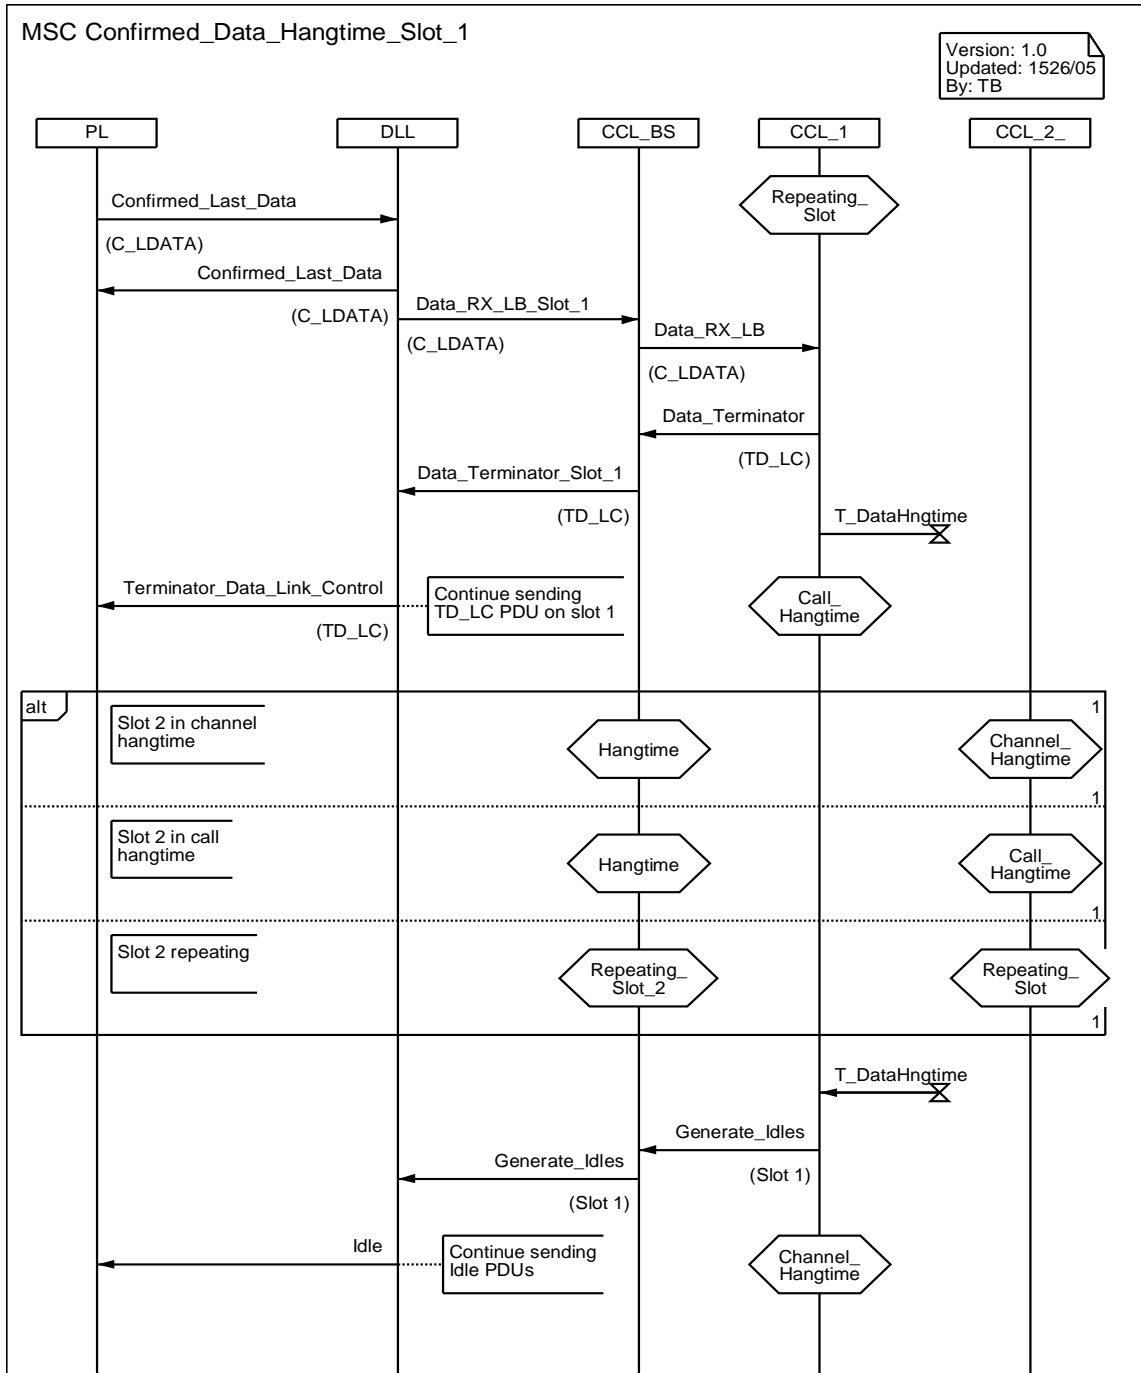 MSC Confirmed_Data_Hangtime_Slot_1
Version: 1.0
Updated: 1526/05
By: TB
PL
DLL
CCL_BS
CCL_1
CCL_2_
Repeating_
Slot
Confirmed_Last_Data
(C_LDATA)
Confirmed_Last_Data
(C_LDATA)
Data_RX_LB_Slot_1
(C_LDATA)
Data_RX_LB
(C_LDATA)
Data_Terminator
(TD_LC)
Data_Terminator_Slot_1
(TD_LC)
T_DataHngtime
Terminator_Data_Link_Control
(TD_LC)
Continue sending
TD_LC PDU on slot 1
Call_
Hangtime
alt
1
Slot 2 in channel
hangtime
Hangtime
Channel_
Hangtime
1
Slot 2 in call
hangtime
Hangtime
Call_
Hangtime
1
Slot 2 repeating
Repeating_
Slot_2
Repeating_
Slot
1
T_DataHngtime
Generate_Idles
(Slot 1)
Generate_Idles
(Slot 1)
Idle
Continue sending
Idle PDUs
Channel_
Hangtime